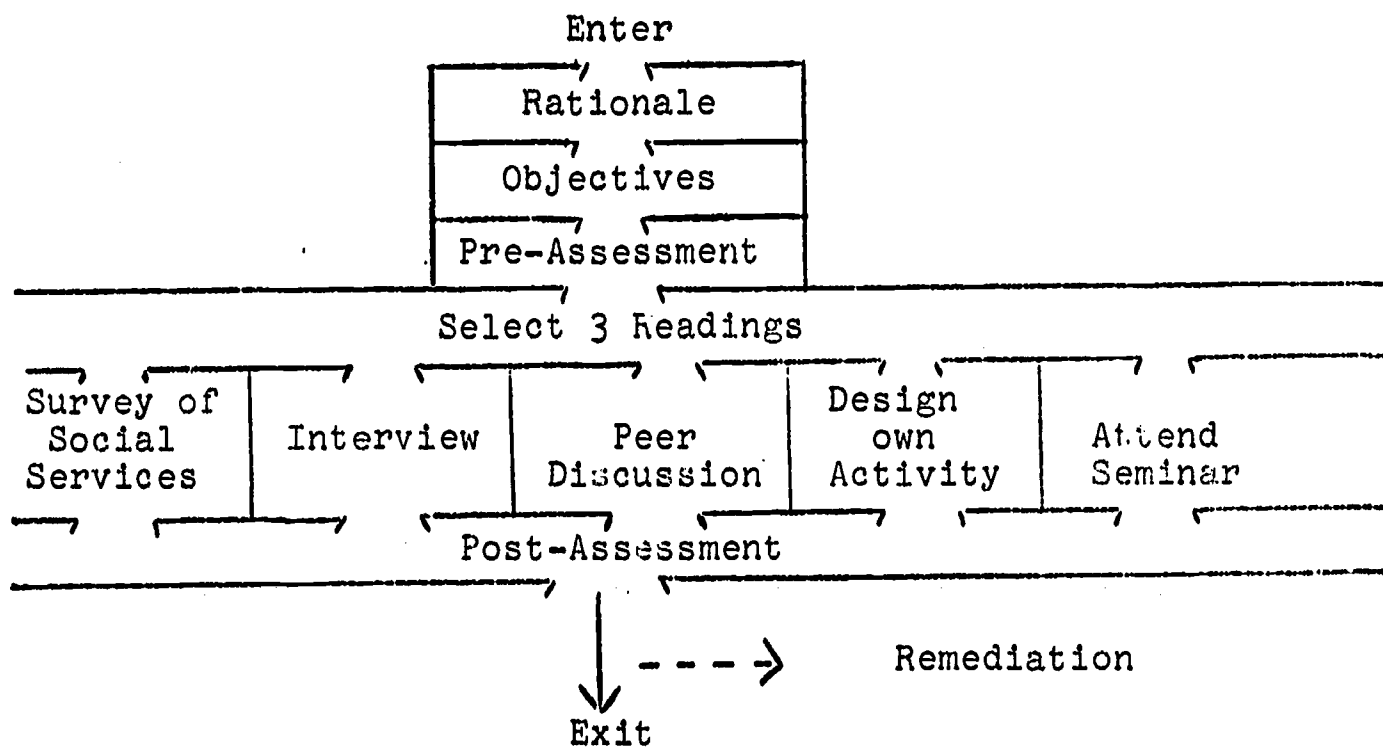 Enter
Rationale
Objectives
Pre-Assessment
Select 3 Readings
Survey of
Social
Services
Interview
Peer
Discussion
Design
own
Activity
Attend
Seminar
Post-Assessment
Remediation
Exit